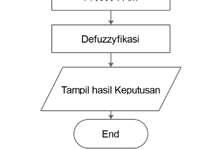 Defuzzyfikasi
Tampil hasil Keputusan
End